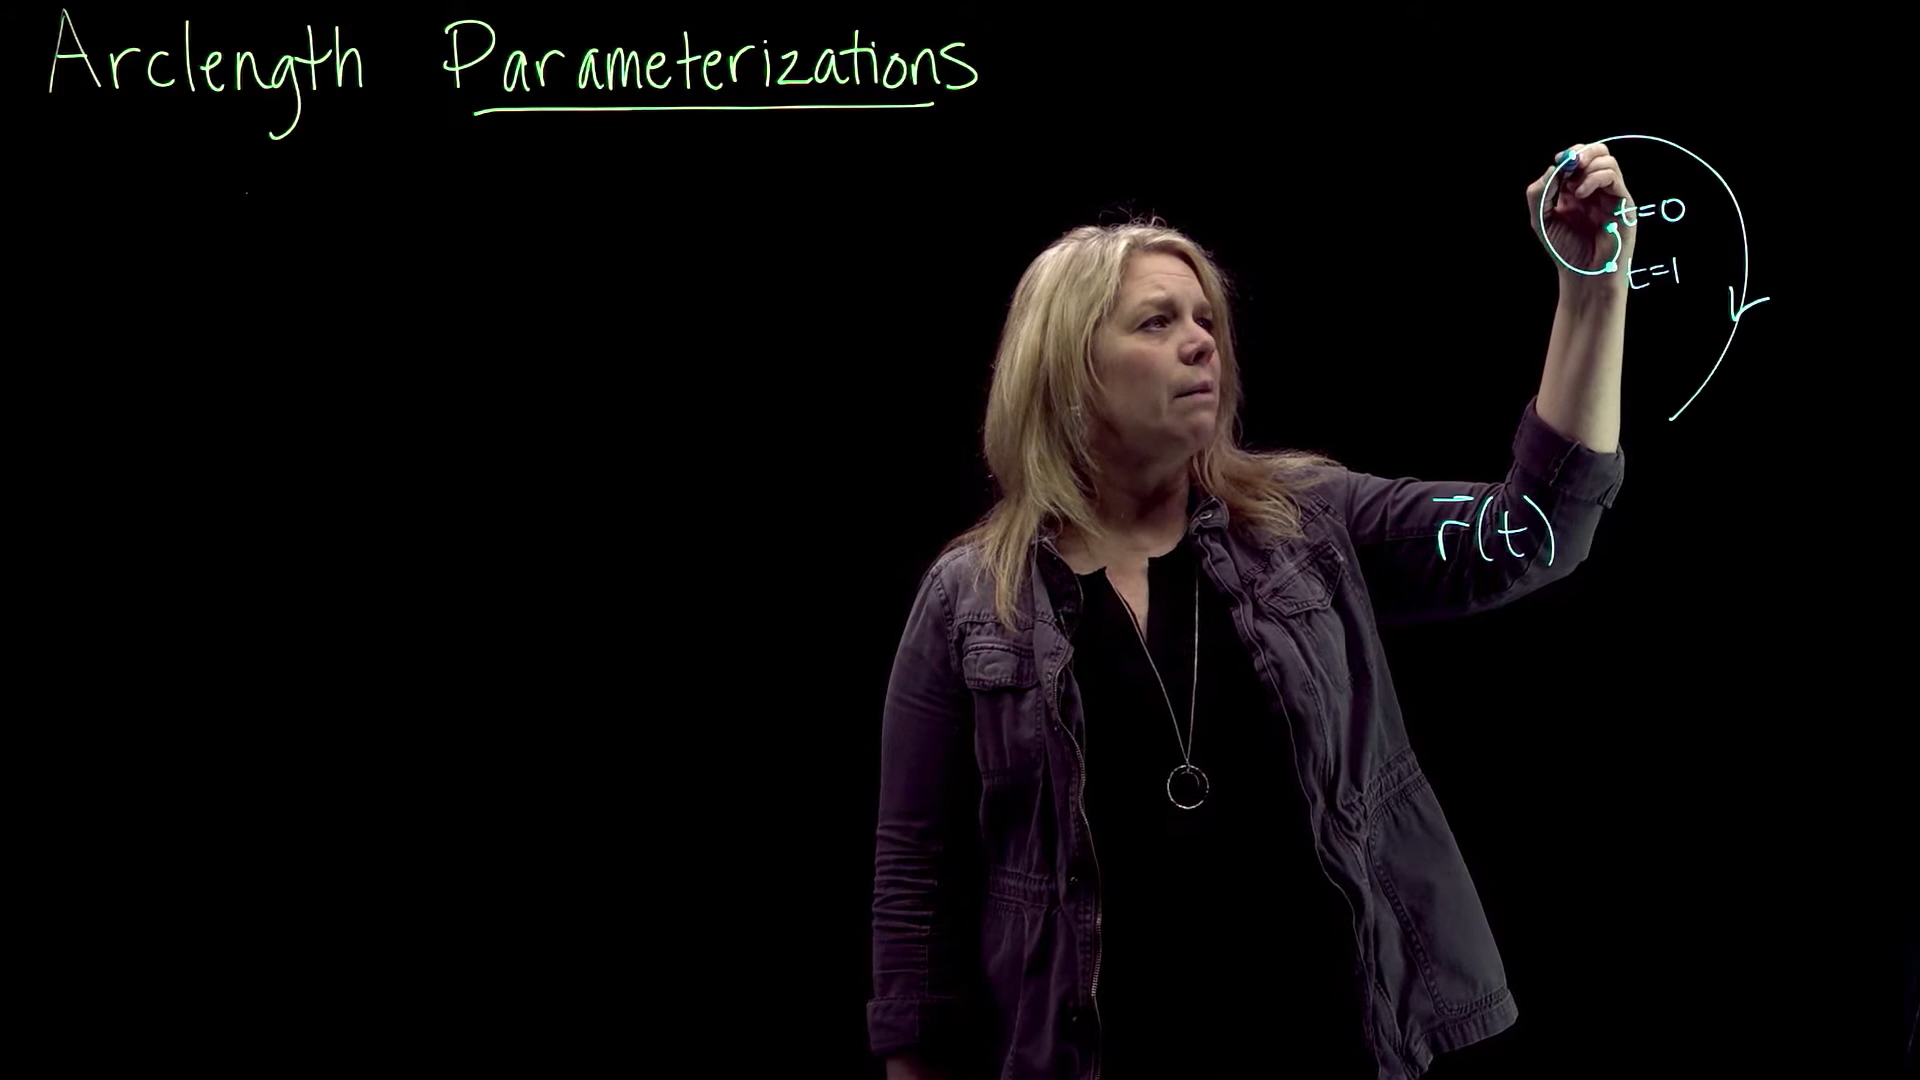 Arclength Parameterizations
t=0
t=1
r⃗(t)